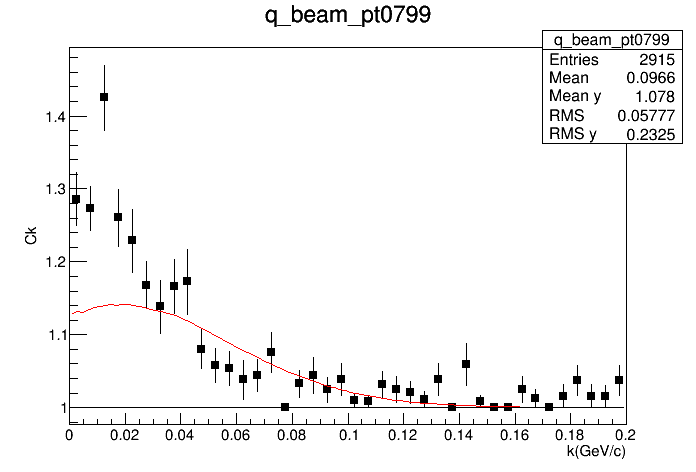 q_beam_pt0799
q_beam_pt0799
Entries 2915
Mean 0.0966
Mean y 1.078
RMS 0.05777
RMS y 0.2325
Ck
1.4
1.3
1.2
1.1
1
0 0.02 0.04 0.06 0.08 0.1 0.12 0.14 0.16 0.18 0.2
k(GeV/c)